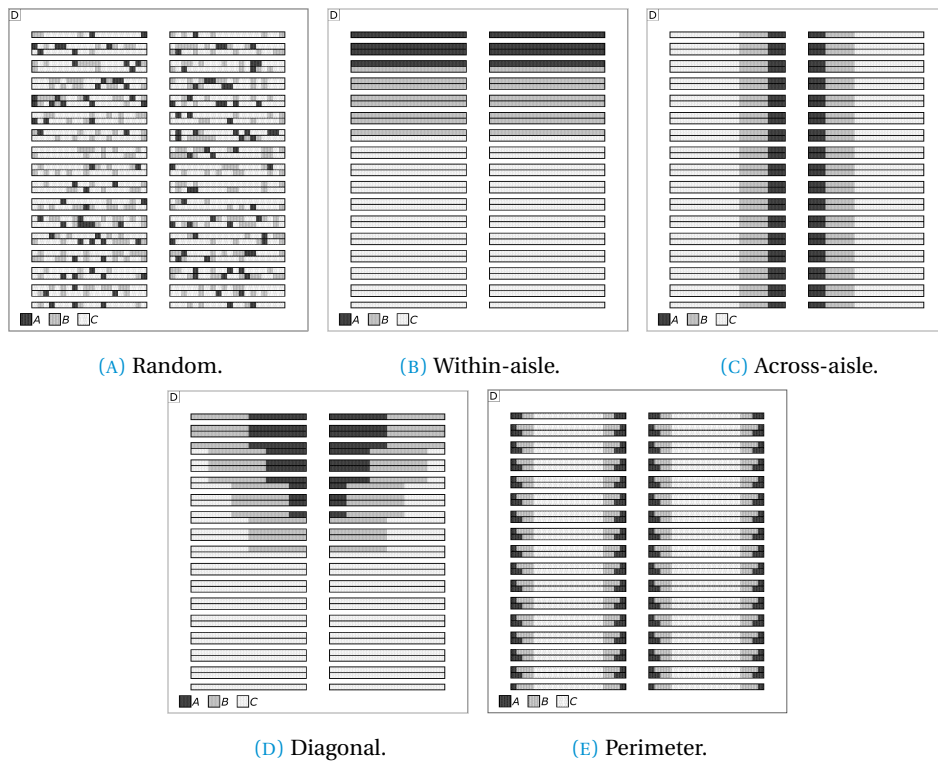 D
D
D
A B C
A B C
A B C
(A) Random.
(B) Within-aisle.
(C) Across-aisle.
D
D
A B C
A B C
(D) Diagonal.
(E) Perimeter.